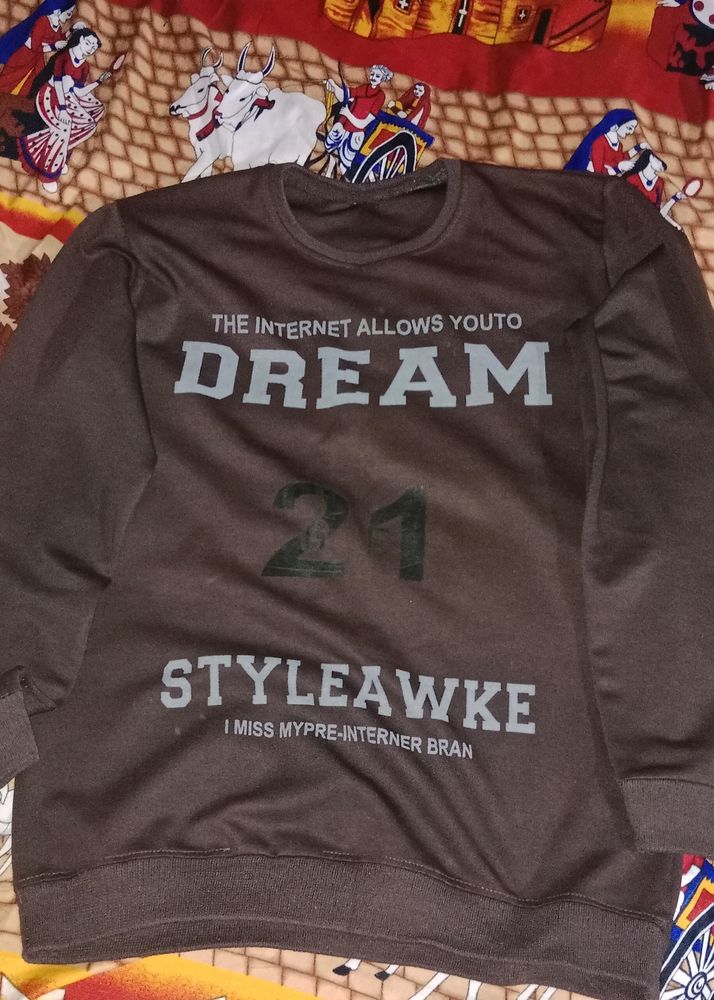 THE INTERNET ALLOWS YOUTO
DREAM
21
STYLEAWKE
I MISS MYPRE-INTERNER BRAN